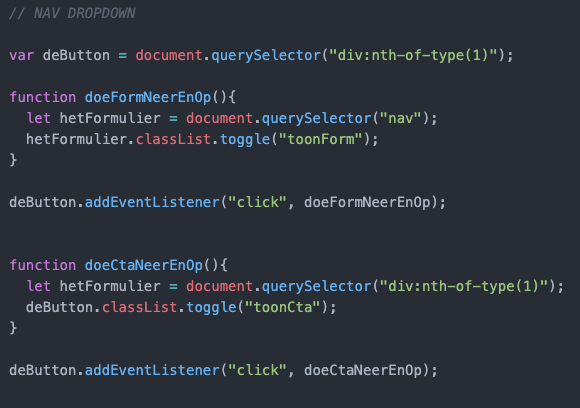 // NAV DROPDOWN
var deButton = document.querySelector("div:nth-of-type(1)");
function doeFormNeerEnOp(){
let hetFormulier = document.querySelector("nav");
hetFormulier.classList.toggle("toonForm");
}
deButton.addEventListener("click", doeFormNeerEnOp);
function doeCtaNeerEnOp(){
let hetFormulier = document.querySelector("div:nth-of-type(1)");
deButton.classList.toggle("toonCta");
}
deButton.addEventListener("click", doeCtaNeerEnOp);